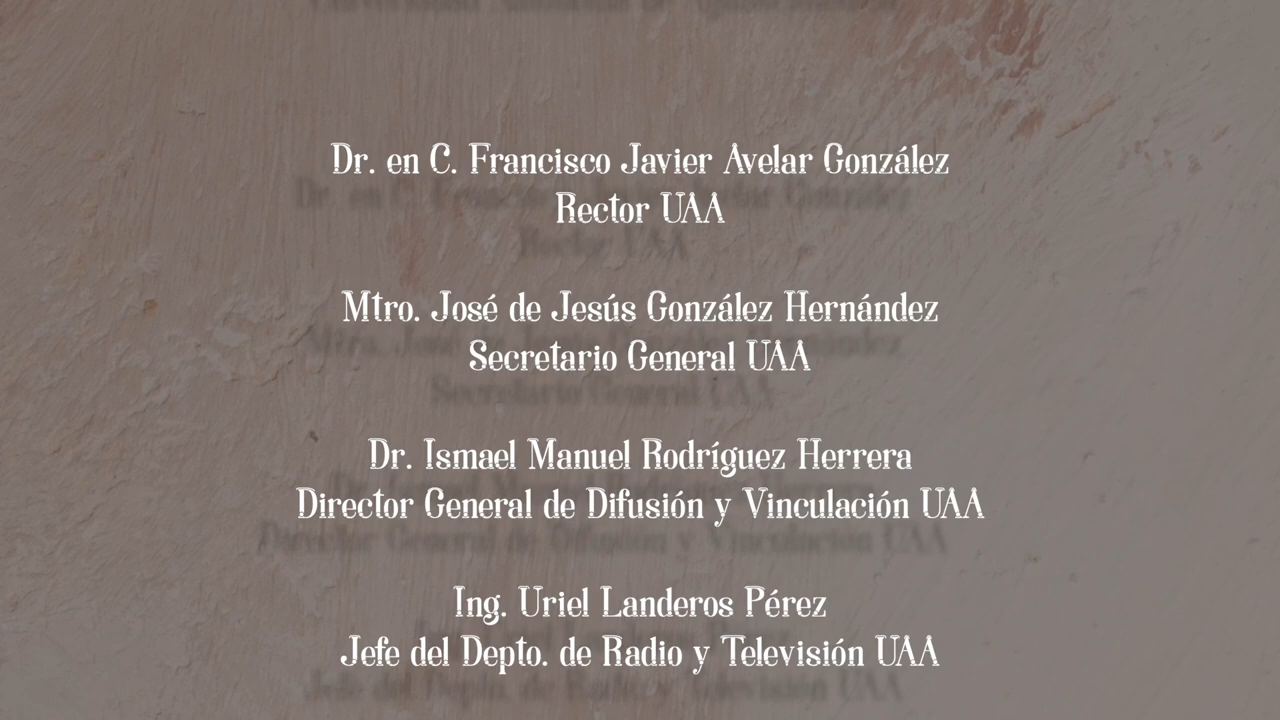 Dr. en C. Francisco Javier Avelar González
Rector UAA
Mtro. José de Jesús González Hernández
Secretario General UAA
Dr. Ismael Manuel Rodríguez Herrera
Director General de Difusión y Vinculación UAA
Ing. Uriel Landeros Pérez
Jefe del Depto. de Radio y Televisión UAA